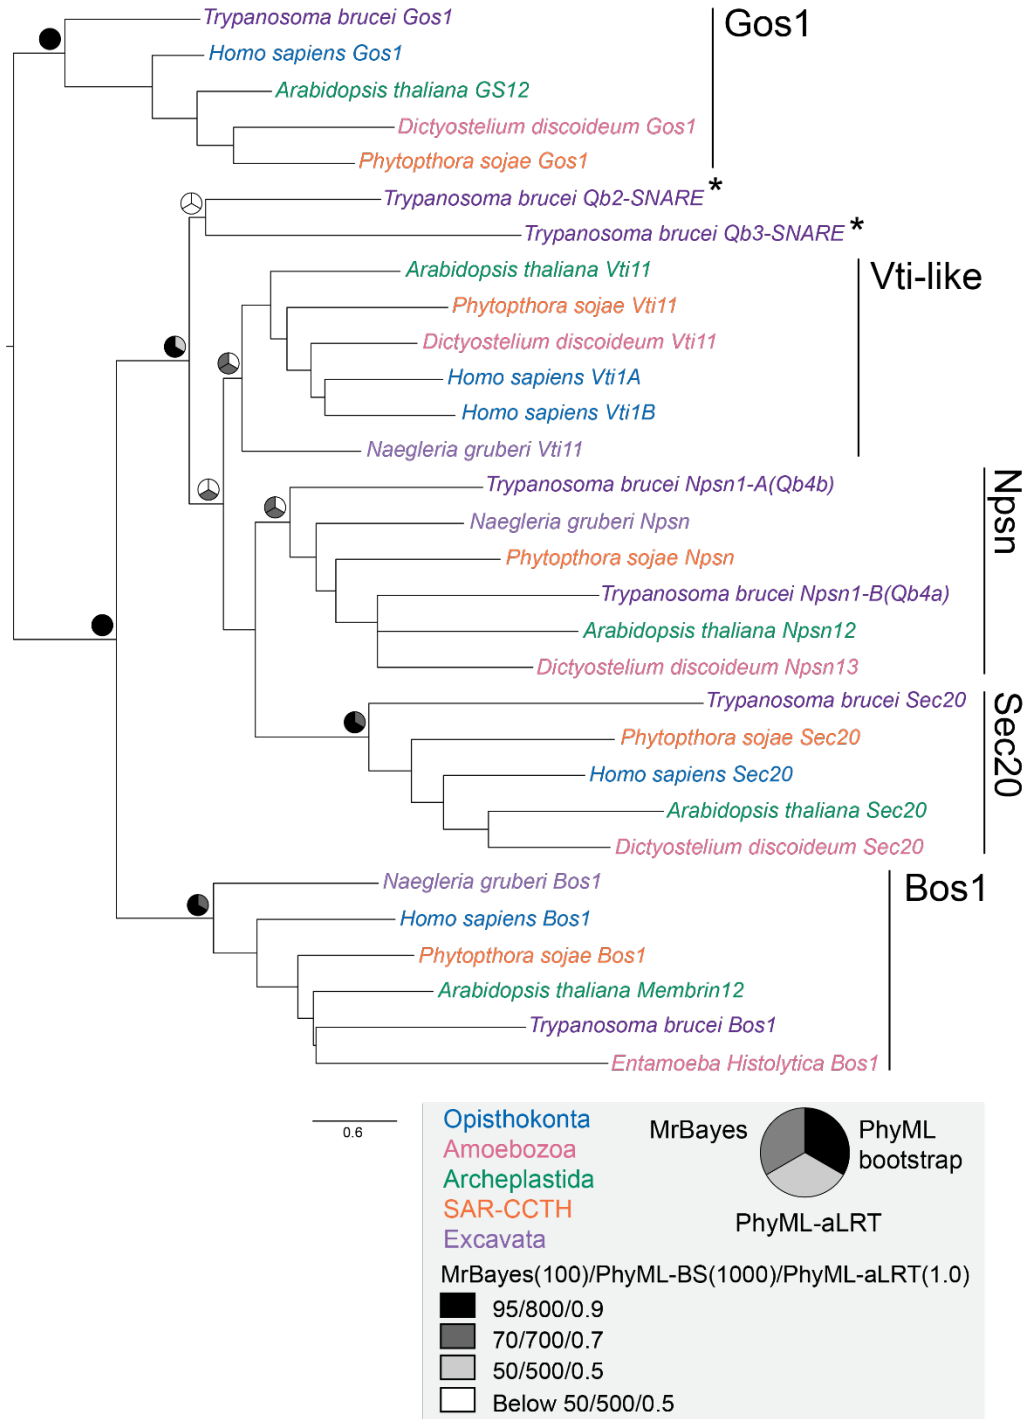 Trypanosoma brucei Gos1
Gos1
Homo sapiens Gos1
Arabidopsis thaliana GS12
Dictyostelium discoideum Gos1
Phytopthora sojae Gos1
Trypanosoma brucei Qb2-SNARE *
Trypanosoma brucei Qb3-SNARE *
Vti-like
Arabidopsis thaliana Vti11
Phytopthora sojae Vti11
Dictyostelium discoideum Vti11
Homo sapiens Vti1A
Homo sapiens Vti1B
Naegleria gruberi Vti11
Npsn
Trypanosoma brucei Npsn1-A(Qb4b)
Naegleria gruberi Npsn
Phytopthora sojae Npsn
Trypanosoma brucei Npsn1-B(Qb4a)
Arabidopsis thaliana Npsn12
Dictyostelium discoideum Npsn13
Sec20
Trypanosoma brucei Sec20
Phytopthora sojae Sec20
Homo sapiens Sec20
Arabidopsis thaliana Sec20
Dictyostelium discoideum Sec20
Bos1
Naegleria gruberi Bos1
Homo sapiens Bos1
Phytopthora sojae Bos1
Arabidopsis thaliana Membrin12
Trypanosoma brucei Bos1
Entamoeba Histolytica Bos1
0.6
Opisthokonta
Amoebozoa
Archeplastida
SAR-CCTH
Excavata
MrBayes
PhyML
bootstrap
PhyML-aLRT
MrBayes(100)/PhyML-BS(1000)/PhyML-aLRT(1.0)
95/800/0.9
70/700/0.7
50/500/0.5
Below 50/500/0.5